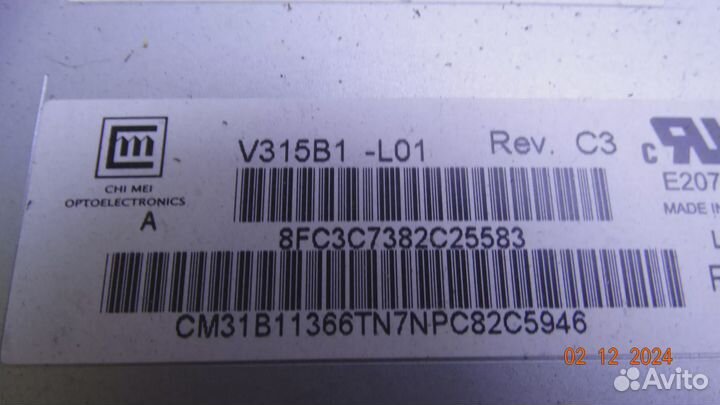 V315B1 -L01 Rev. C3
CHI MEI
OPTOELECTRONICS
A
8FC3C7382C25583
CM31B11366TN7NPC82C5946
E207
MADE IN
02 12 2024
Avito